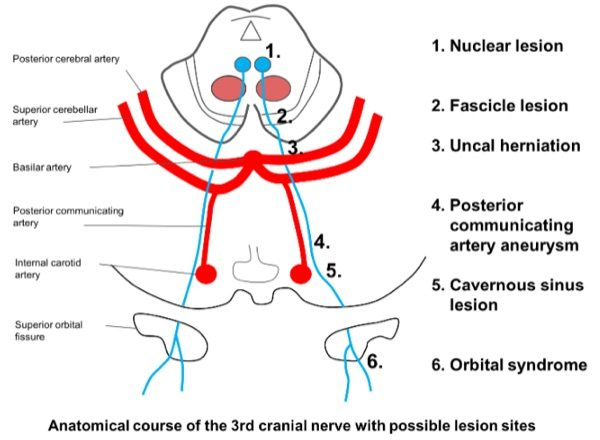 Posterior cerebral artery
Superior cerebellar
artery
Basilar artery
Posterior communicating
artery
Internal carotid
artery
Superior orbital
fissure
1.
2.
3.
4.
5.
6.
1. Nuclear lesion
2. Fascicle lesion
3. Uncal herniation
4. Posterior
communicating
artery aneurysm
5. Cavernous sinus
lesion
6. Orbital syndrome
Anatomical course of the 3rd cranial nerve with possible lesion sites